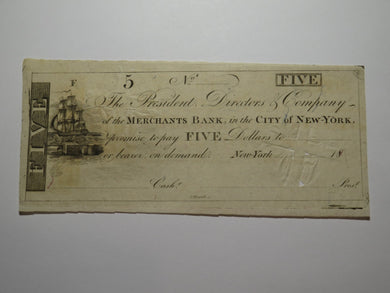 F 5 No. FIVE
FIVE
The President Directors & Company
of the MERCHANTS BANK, in the CITY of NEW-YORK,
promise to pay FIVE Dollars to
or bearer on demand. New-York 18
Cash.r Prest.